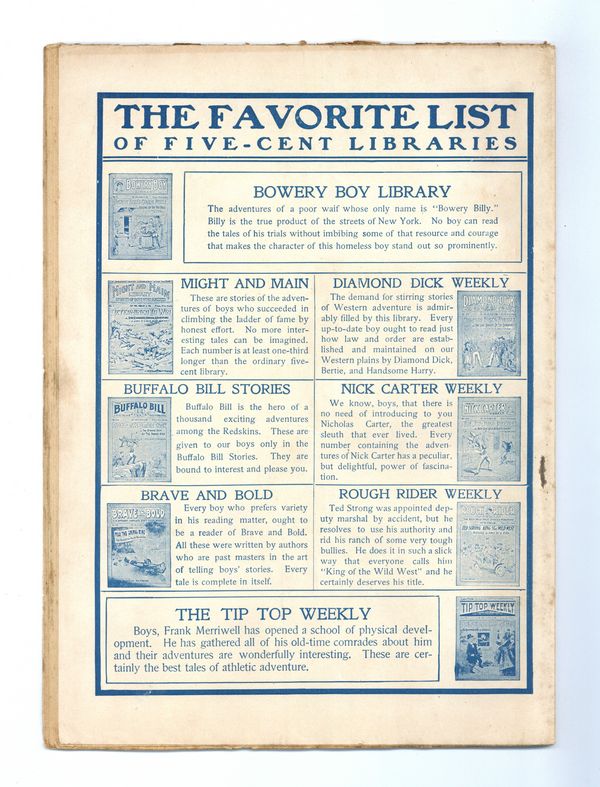 THE FAVORITE LIST
OF FIVE-CENT LIBRARIES
BOWERY BOY
BOWERY BOY LIBRARY
The adventures of a poor waif whose only name is "Bowery Billy."
Billy is the true product of the streets of New York. No boy can read
the tales of his trials without imbibing some of that resource and courage
that makes the character of this homeless boy stand out so prominently.
MIGHT AND MAIN
MIGHT AND MAIN
These are stories of the adven-
tures of boys who succeeded in
climbing the ladder of fame by
honest effort. No more inter-
esting tales can be imagined.
Each number is at least one-third
longer than the ordinary five-
cent library.
DIAMOND DICK WEEKLY
The demand for stirring stories
of Western adventure is admir-
ably filled by this library. Every
up-to-date boy ought to read just
how law and order are estab-
lished and maintained on our
Western plains by Diamond Dick,
Bertie, and Handsome Harry.
DIAMOND DICK
BUFFALO BILL STORIES
BUFFALO BILL
Buffalo Bill is the hero of a
thousand exciting adventures
among the Redskins. These are
given to our boys only in the
Buffalo Bill Stories. They are
bound to interest and please you.
NICK CARTER WEEKLY
We know, boys, that there is
no need of introducing to you
Nicholas Carter, the greatest
sleuth that ever lived. Every
number containing the adven-
tures of Nick Carter has a peculiar,
but delightful, power of fascina-
tion.
NICK CARTER
BRAVE AND BOLD
BRAVE AND BOLD
Every boy who prefers variety
in his reading matter, ought to
be a reader of Brave and Bold.
All these were written by authors
who are past masters in the art
of telling boys' stories. Every
tale is complete in itself.
ROUGH RIDER WEEKLY
Ted Strong was appointed dep-
uty marshal by accident, but he
resolves to use his authority and
rid his ranch of some very tough
bullies. He does it in such a slick
way that everyone calls him
"King of the Wild West" and he
certainly deserves his title.
ROUGH RIDER
THE TIP TOP WEEKLY
Boys, Frank Merriwell has opened a school of physical devel-
opment. He has gathered all of his old-time comrades about him
and their adventures are wonderfully interesting. These are cer-
tainly the best tales of athletic adventure.
TIP TOP WEEKLY